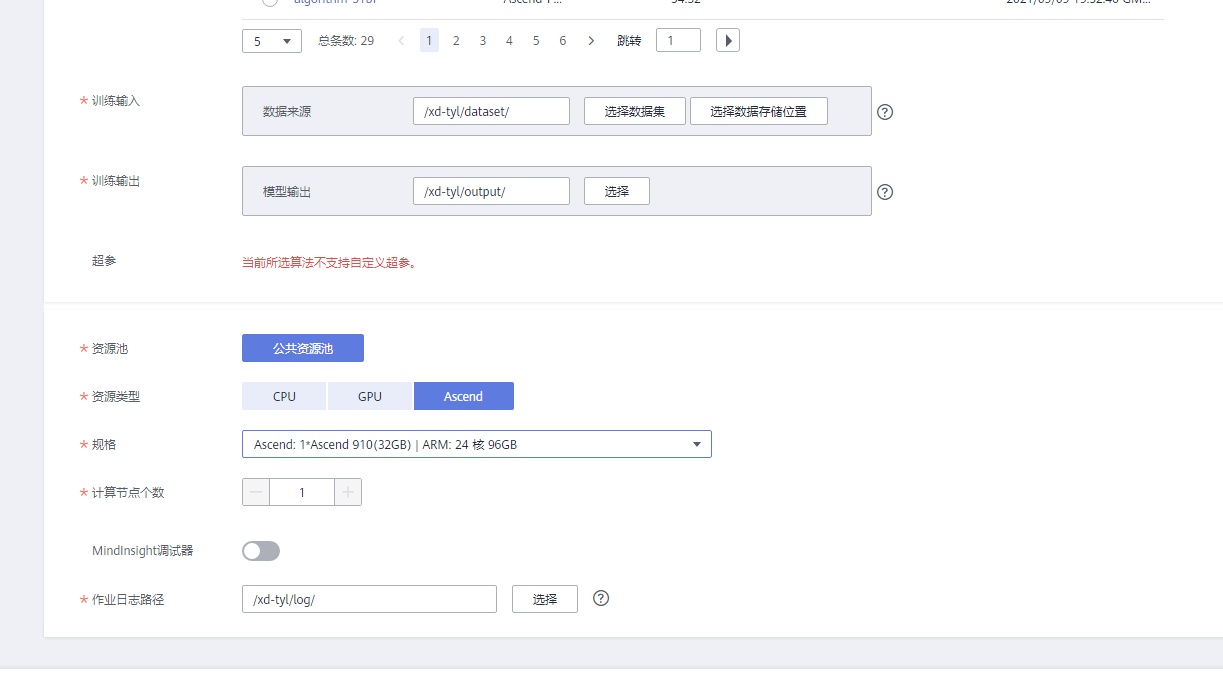 5 总条数: 29 1 2 3 4 5 6 跳转 1
* 训练输入 数据来源 /xd-tyl/dataset/ 选择数据集 选择数据存储位置 ?
* 训练输出 模型输出 /xd-tyl/output/ 选择 ?
超参 当前所选算法不支持自定义超参。
* 资源池 公共资源池
* 资源类型 CPU GPU Ascend
* 规格 Ascend: 1*Ascend 910(32GB) | ARM: 24 核 96GB
* 计算节点个数 1
MindInsight调试器
* 作业日志路径 /xd-tyl/log/ 选择 ?